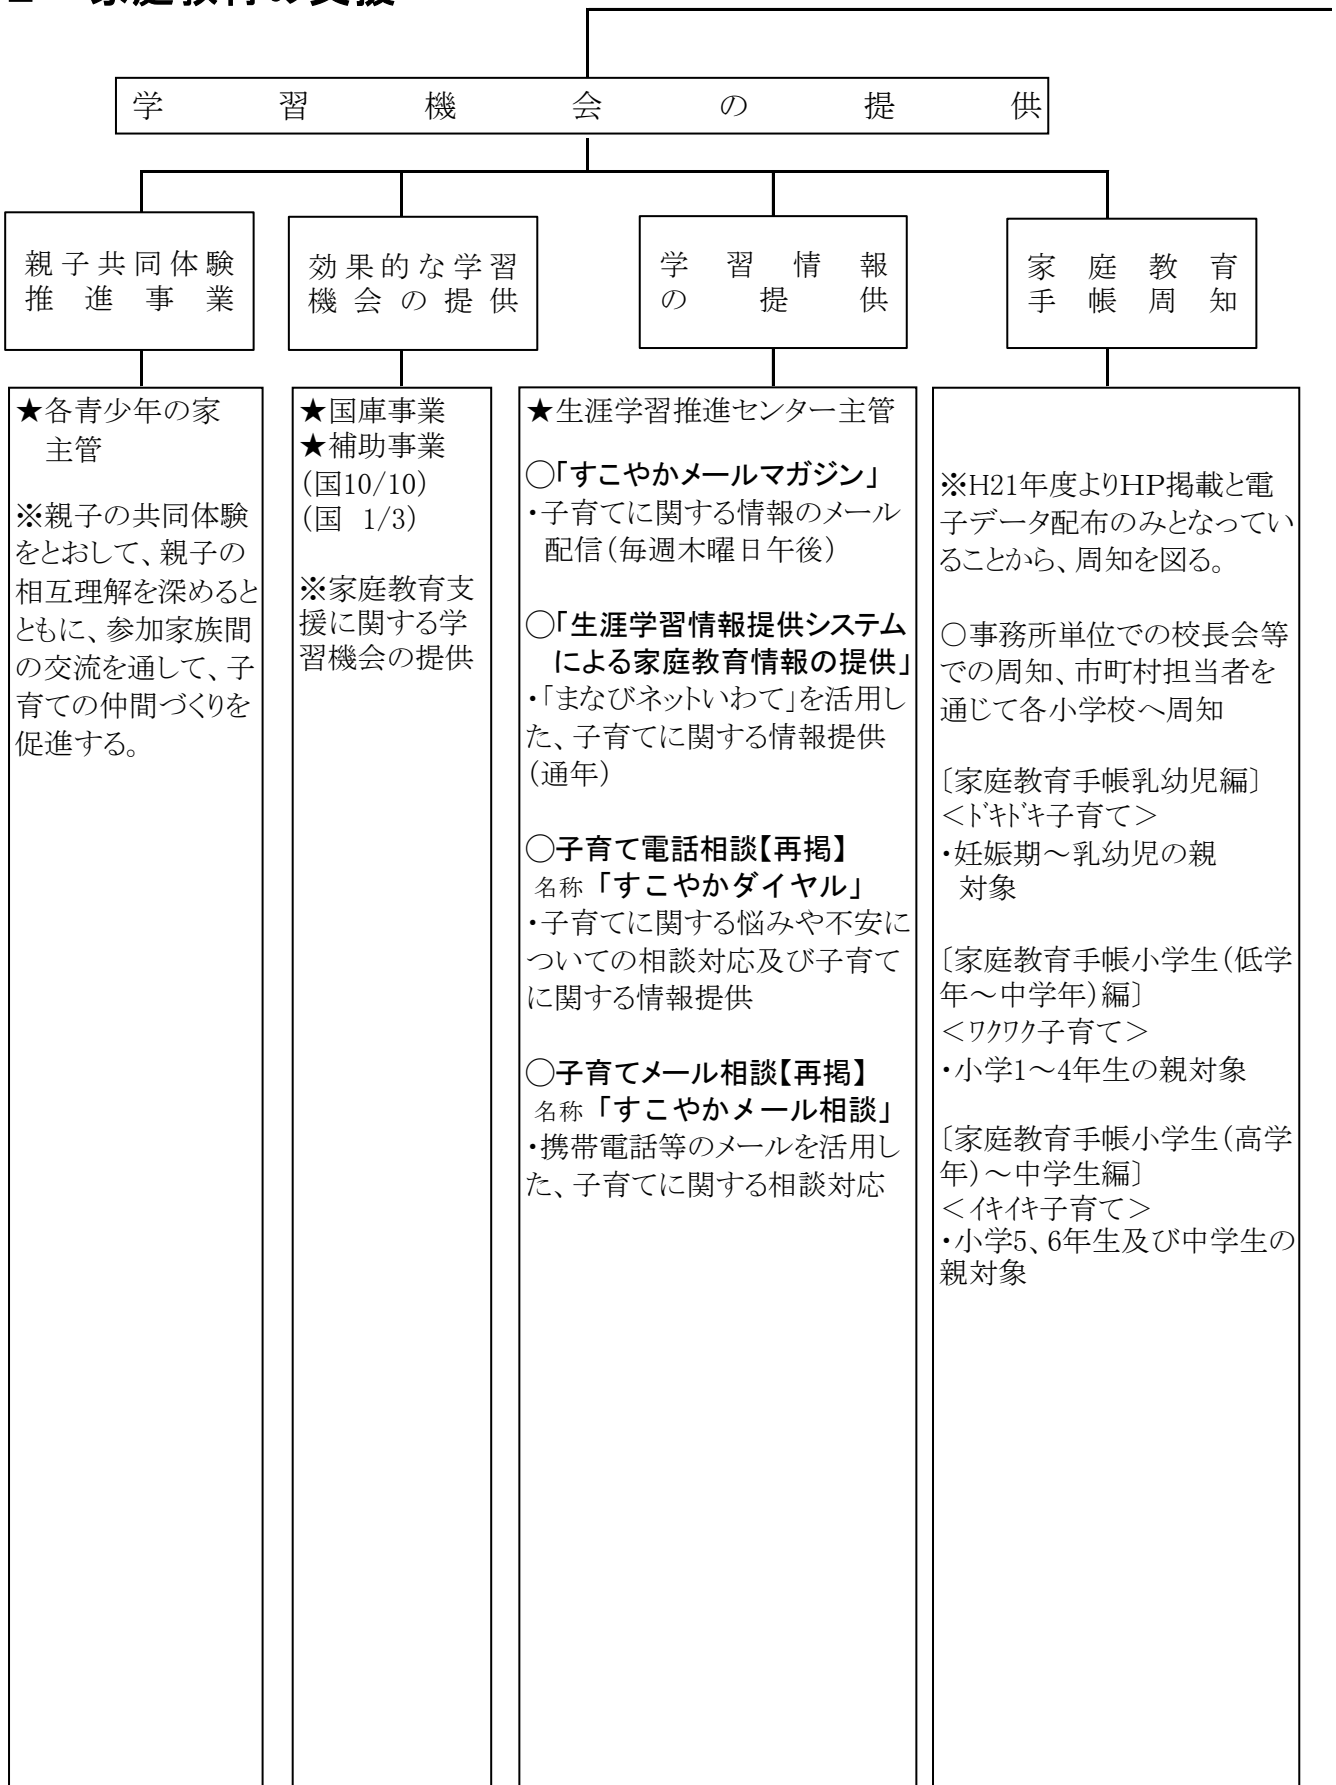 家庭教育の支援
学習機会の提供
親子共同体験
推進事業
効果的な学習
機会の提供
学習情報
の提供
家庭教育
手帳周知
★各青少年の家
主管
※親子の共同体験
をとおして、親子の
相互理解を深めると
ともに、参加家族間
の交流を通して、子
育ての仲間づくりを
促進する。
★国庫事業
★補助事業
(国10/10)
(国 1/3)
※家庭教育支
援に関する学
習機会の提供
★生涯学習推進センター主管
◯「すこやかメールマガジン」
・子育てに関する情報のメール
配信(毎週木曜日午後)
◯「生涯学習情報提供システム
による家庭教育情報の提供」
・「まなびネットいわて」を活用し
た、子育てに関する情報提供
(通年)
◯子育て電話相談【再掲】
名称「すこやかダイヤル」
・子育てに関する悩みや不安に
ついての相談対応及び子育て
に関する情報提供
◯子育てメール相談【再掲】
名称「すこやかメール相談」
・携帯電話等のメールを活用し
た、子育てに関する相談対応
※H21年度よりHP掲載と電
子データ配布のみとなってい
ることから、周知を図る。
○事務所単位での校長会等
での周知、市町村担当者を
通じて各小学校へ周知
〔家庭教育手帳乳幼児編〕
<ﾄﾞｷﾄﾞｷ子育て>
・妊娠期~乳幼児の親
対象
〔家庭教育手帳小学生(低学
年~中学年)編〕
<ﾜｸﾜｸ子育て>
・小学1~4年生の親対象
〔家庭教育手帳小学生(高学
年)~中学生編〕
<ｲｷｲｷ子育て>
・小学5、6年生及び中学生の
親対象